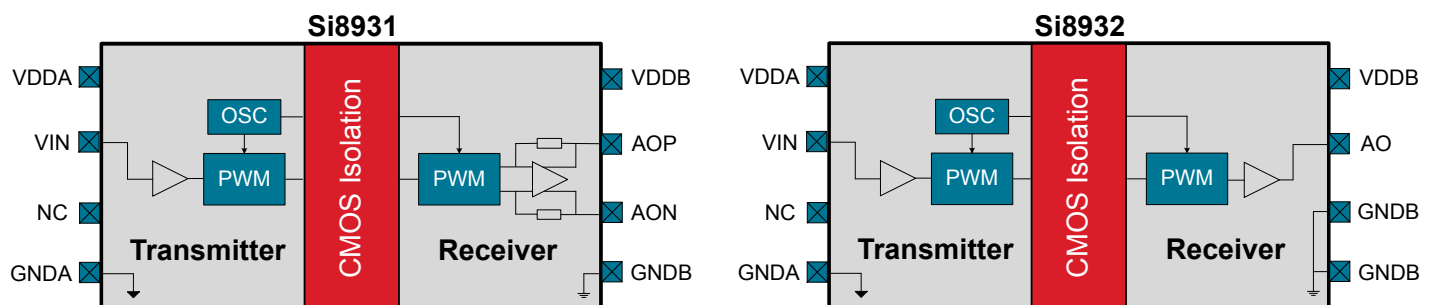 Si8931
VDDA
VIN
NC
GNDA
OSC
PWM
Transmitter
CMOS Isolation
PWM
Receiver
VDDB
AOP
AON
GNDB
Si8932
VDDA
VIN
NC
GNDA
OSC
PWM
Transmitter
CMOS Isolation
PWM
Receiver
VDDB
AO
GNDB
GNDB